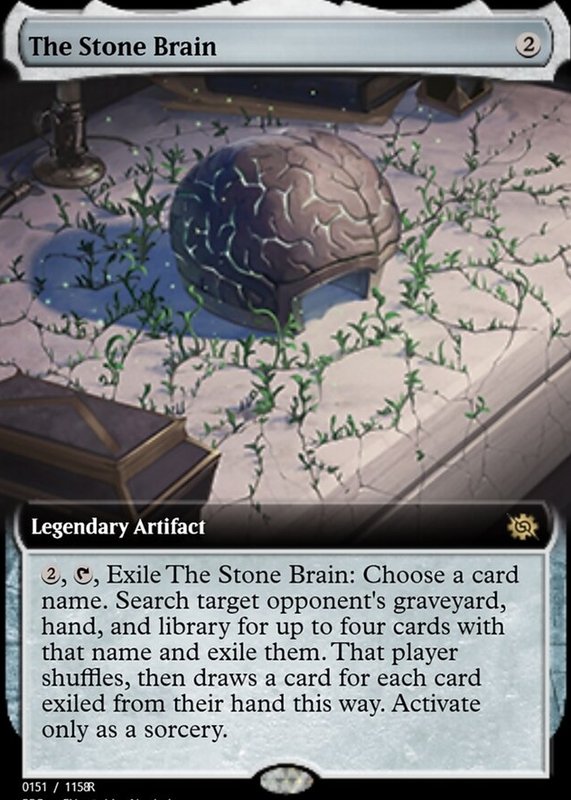 The Stone Brain 2
Legendary Artifact
2, , Exile The Stone Brain: Choose a card
name. Search target opponent's graveyard,
hand, and library for up to four cards with
that name and exile them. That player
shuffles, then draws a card for each card
exiled from their hand this way. Activate
only as a sorcery.
0151 / 1158R